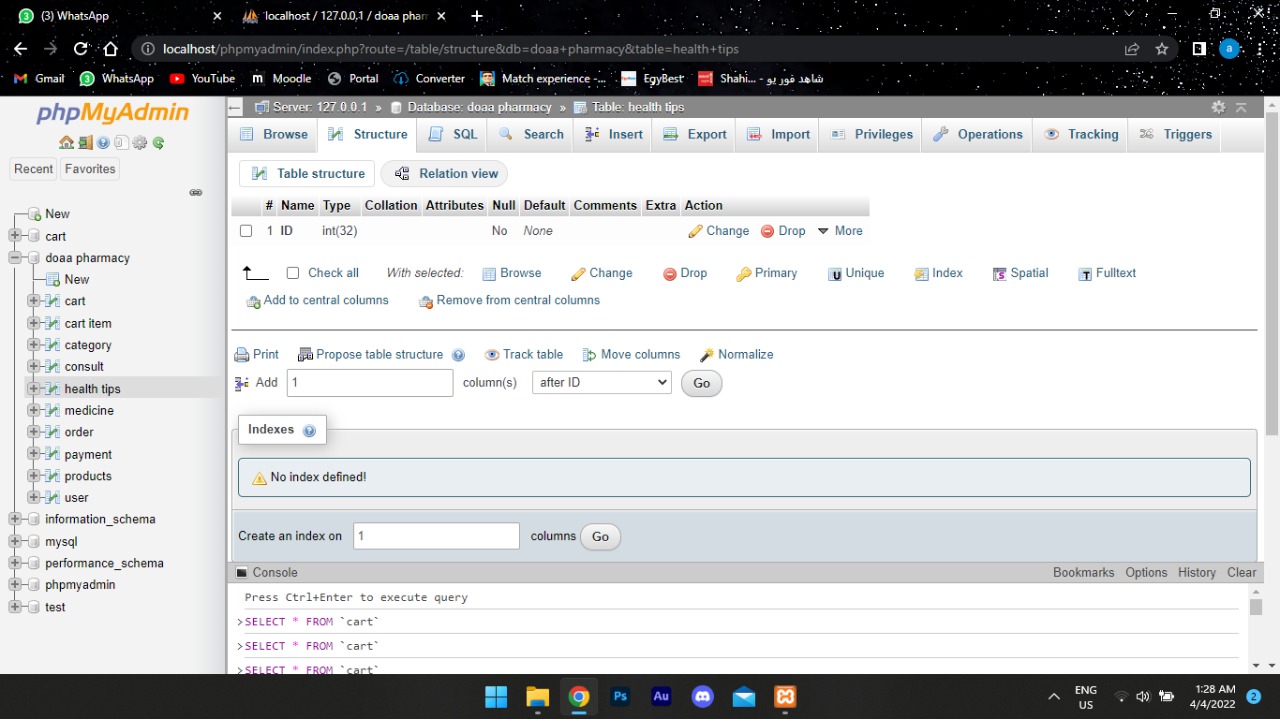 (3) WhatsApp
localhost / 127.0.0.1 / doaa phar
localhost/phpmyadmin/index.php?route=/table/structure&db=doaa+pharmacy&table=health+tips
a
Gmail WhatsApp YouTube Moodle Portal Converter Match experience -... EgyBest Shahi... - شاهد فور يو
phpMyAdmin
Recent Favorites
New
cart
doaa pharmacy
New
cart
cart item
category
consult
health tips
medicine
order
payment
products
user
information_schema
mysql
performance_schema
phpmyadmin
test
Server: 127.0.0.1 » Database: doaa pharmacy » Table: health tips
Browse Structure SQL Search Insert Export Import Privileges Operations Tracking Triggers
Table structure Relation view
# Name Type Collation Attributes Null Default Comments Extra Action
1 ID int(32) No None Change Drop More
Check all With selected: Browse Change Drop Primary Unique Index Spatial Fulltext
Add to central columns Remove from central columns
Print Propose table structure Track table Move columns Normalize
Add 1 column(s) after ID Go
Indexes
No index defined!
Create an index on 1 columns Go
Console Bookmarks Options History Clear
Press Ctrl+Enter to execute query
>SELECT * FROM `cart`
>SELECT * FROM `cart`
>SELECT * FROM `cart`
Ps Au
ENG
US
1:28 AM
4/4/2022
2